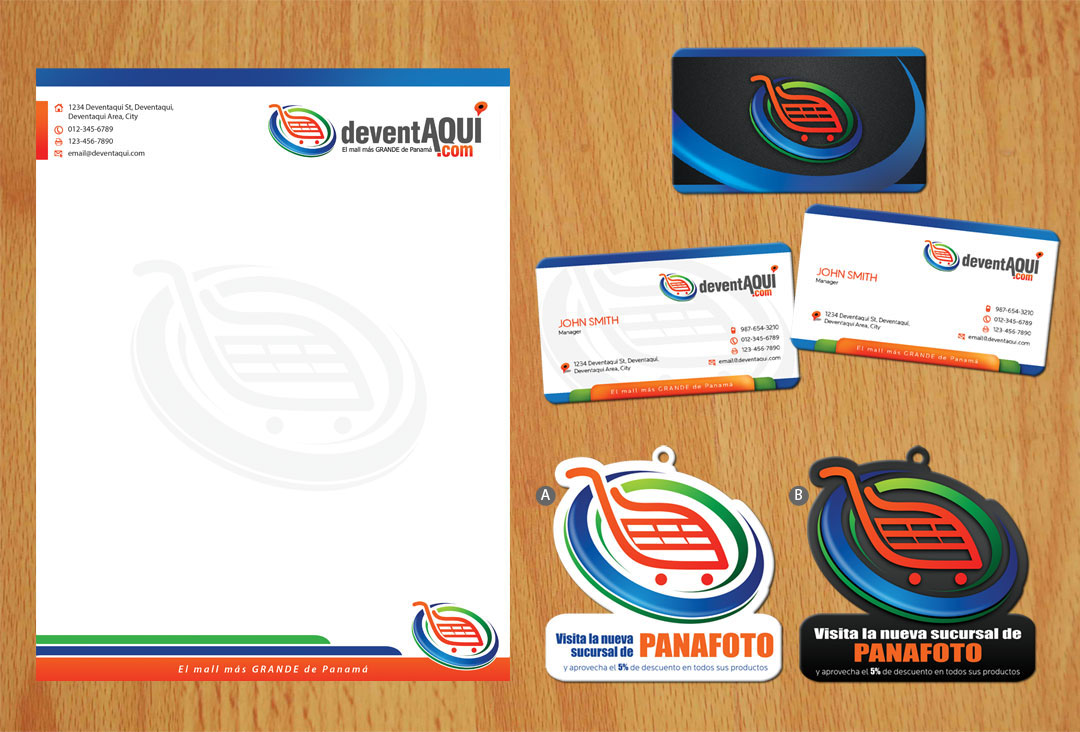 1234 Deventaqui St, Deventaqui,
Deventaqui Area, City
012-345-6789
123-456-7890
email@deventaqui.com
deventAQUI
El mall más GRANDE de Panamá
.com
El mall más GRANDE de Panamá
deventAQUI
.com
JOHN SMITH
Manager
987-654-3210
012-345-6789
123-456-7890
email@deventaqui.com
1234 Deventaqui St, Deventaqui,
Deventaqui Area, City
El mall más GRANDE de Panamá
deventAQUI
.com
JOHN SMITH
Manager
987-654-3210
012-345-6789
123-456-7890
email@deventaqui.com
1234 Deventaqui St, Deventaqui,
Deventaqui Area, City
El mall más GRANDE de Panamá
A
Visita la nueva
sucursal de PANAFOTO
y aprovecha el 5% de descuento en todos sus productos
B
Visita la nueva sucursal de
PANAFOTO
y aprovecha el 5% de descuento en todos sus productos